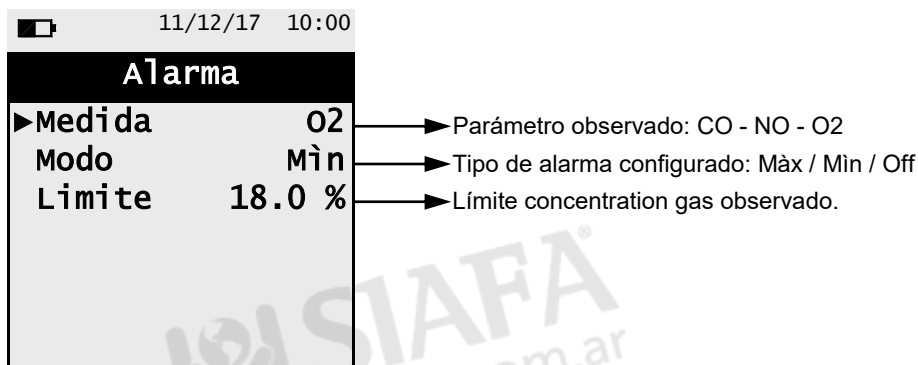 11/12/17 10:00
Alarma
▶Medida O2
Modo Mìn
Limite 18.0 %
Parámetro observado: CO - NO - O2
Tipo de alarma configurado: Màx / Mìn / Off
Límite concentration gas observado.
SIAFA®
om.ar